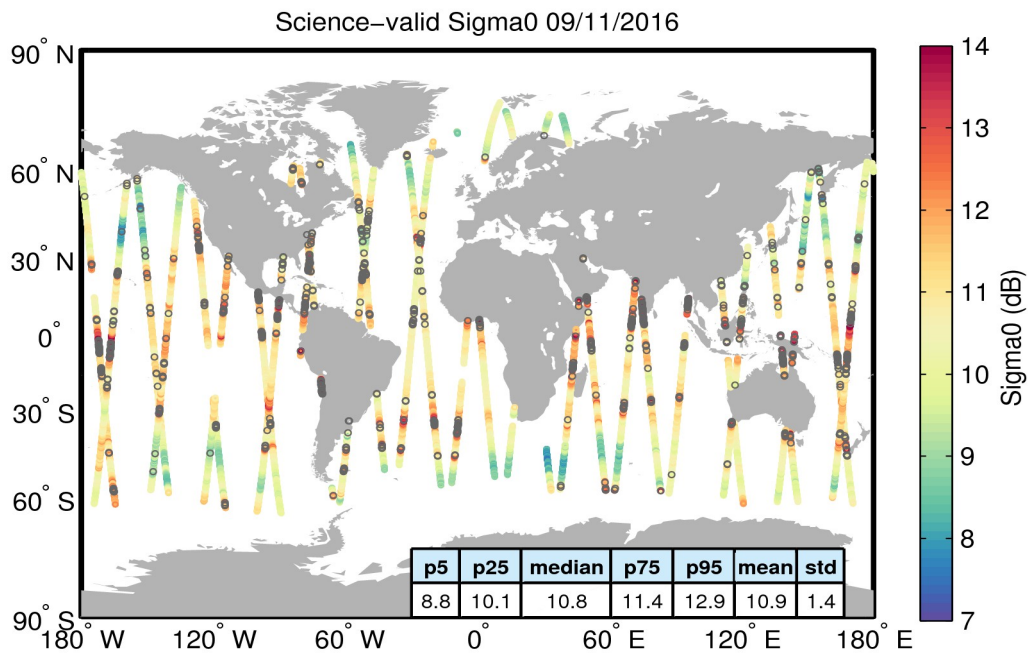 Science−valid Sigma0 09/11/2016
90° N
60° N
30° N
0°
30° S
60° S
90° S
180° W
120° W
60° W
0°
60° E
120° E
180° E
p5 p25 median p75 p95 mean std
8.8 10.1 10.8 11.4 12.9 10.9 1.4
14
13
12
11
10
9
8
7
Sigma0 (dB)